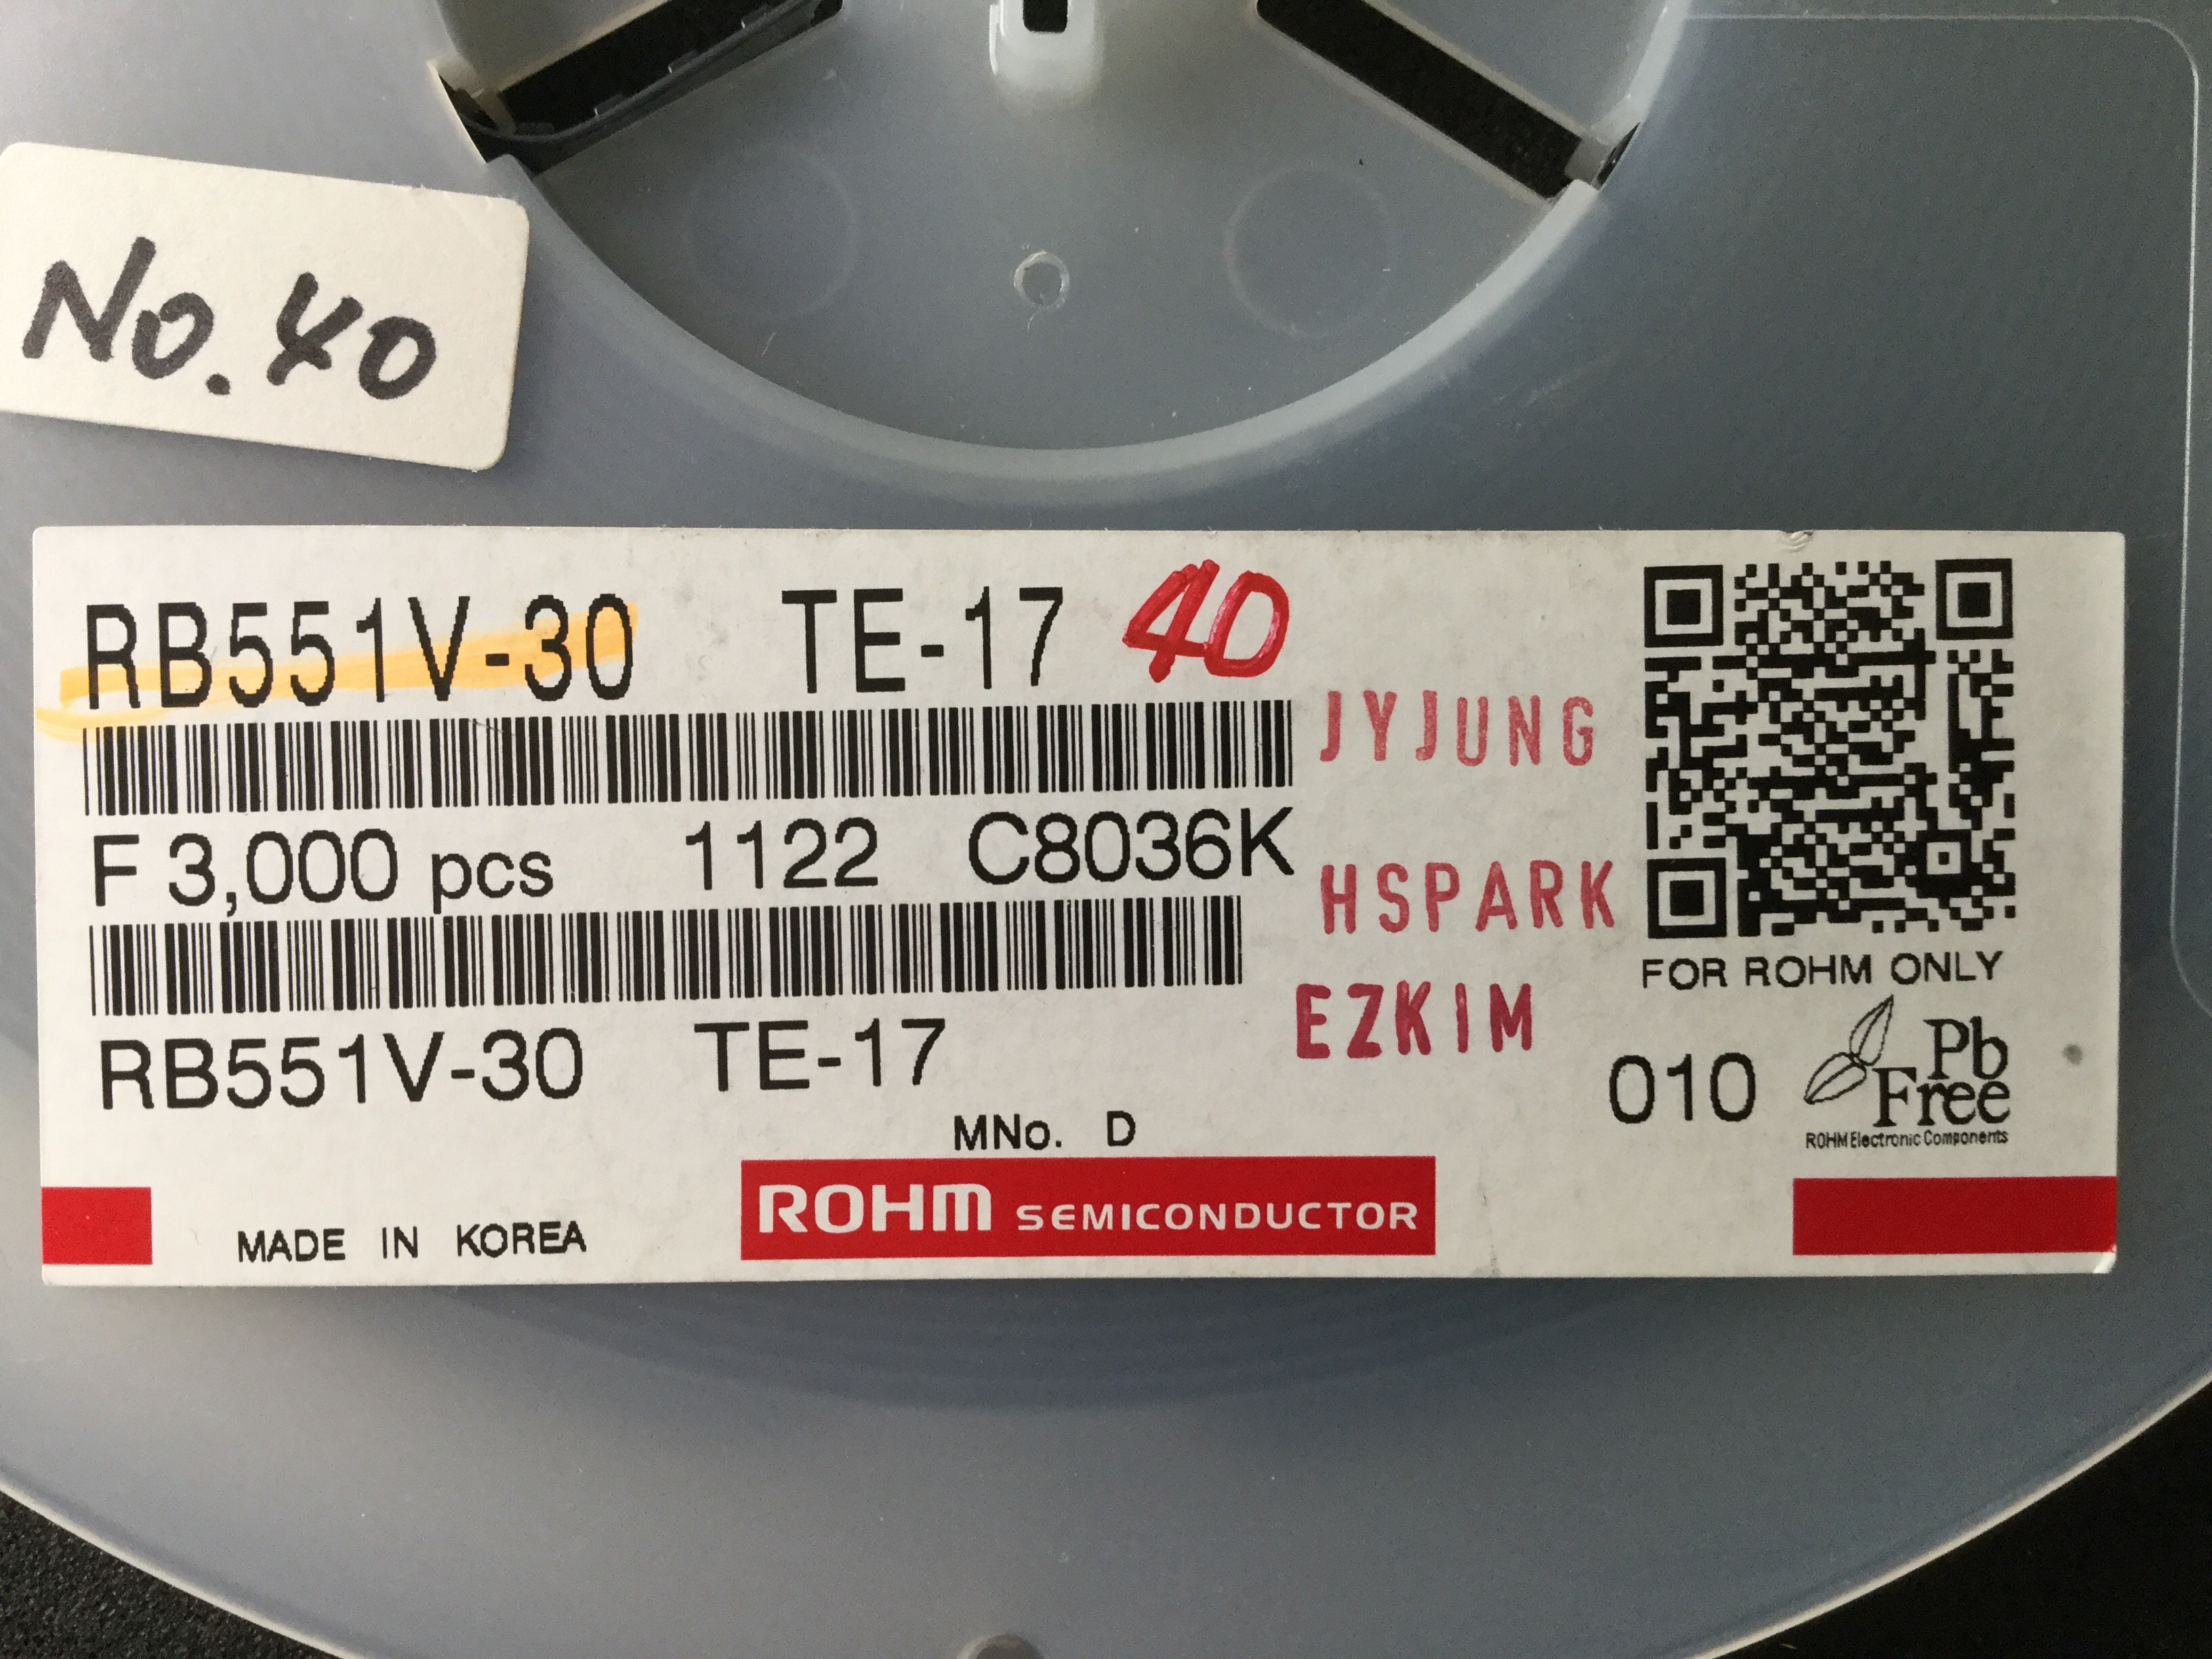 No.40
RB551V-30 TE-17 40
JYJUNG
F 3,000 pcs 1122 C8036K
HSPARK
FOR ROHM ONLY
EZKIM
RB551V-30 TE-17
010
Pb
Free
ROHM Electronic Components
MNo. D
ROHM SEMICONDUCTOR
MADE IN KOREA